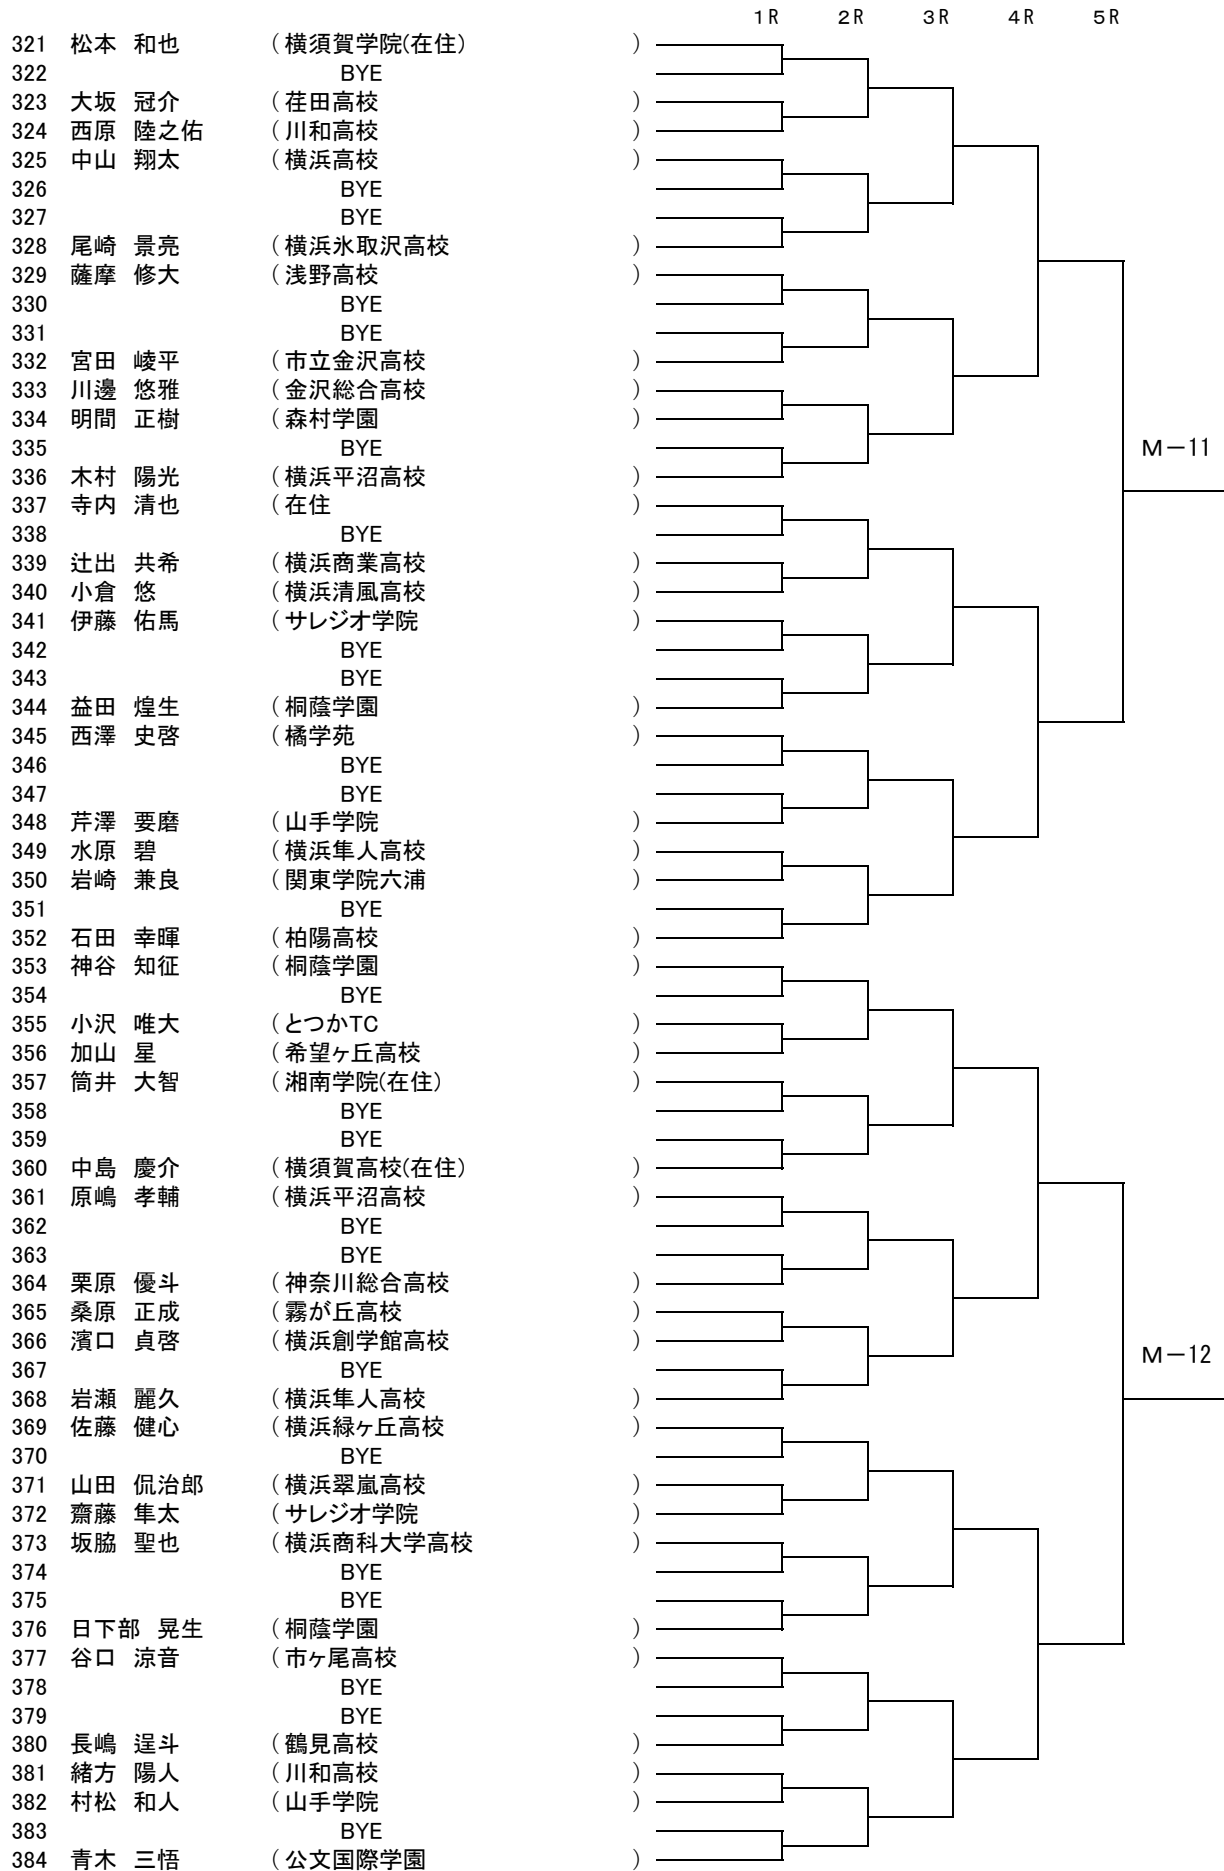 1R 2R 3R 4R 5R
321 松本 和也 ( 横須賀学院(在住) )
322 BYE
323 大坂 冠介 ( 荏田高校 )
324 西原 陸之佑 ( 川和高校 )
325 中山 翔太 ( 横浜高校 )
326 BYE
327 BYE
328 尾崎 景亮 ( 横浜氷取沢高校 )
329 薩摩 修大 ( 浅野高校 )
330 BYE
331 BYE
332 宮田 崚平 ( 市立金沢高校 )
333 川邊 悠雅 ( 金沢総合高校 )
334 明間 正樹 ( 森村学園 )
335 BYE
M-11
336 木村 陽光 ( 横浜平沼高校 )
337 寺内 清也 ( 在住 )
338 BYE
339 辻出 共希 ( 横浜商業高校 )
340 小倉 悠 ( 横浜清風高校 )
341 伊藤 佑馬 ( サレジオ学院 )
342 BYE
343 BYE
344 益田 煌生 ( 桐蔭学園 )
345 西澤 史啓 ( 橘学苑 )
346 BYE
347 BYE
348 芹澤 要磨 ( 山手学院 )
349 水原 碧 ( 横浜隼人高校 )
350 岩崎 兼良 ( 関東学院六浦 )
351 BYE
352 石田 幸暉 ( 柏陽高校 )
353 神谷 知征 ( 桐蔭学園 )
354 BYE
355 小沢 唯大 ( とつかTC )
356 加山 星 ( 希望ヶ丘高校 )
357 筒井 大智 ( 湘南学院(在住) )
358 BYE
359 BYE
360 中島 慶介 ( 横須賀高校(在住) )
361 原嶋 孝輔 ( 横浜平沼高校 )
362 BYE
363 BYE
364 栗原 優斗 ( 神奈川総合高校 )
365 桑原 正成 ( 霧が丘高校 )
366 濱口 貞啓 ( 横浜創学館高校 )
367 BYE
M-12
368 岩瀬 麗久 ( 横浜隼人高校 )
369 佐藤 健心 ( 横浜緑ヶ丘高校 )
370 BYE
371 山田 侃治郎 ( 横浜翠嵐高校 )
372 齋藤 隼太 ( サレジオ学院 )
373 坂脇 聖也 ( 横浜商科大学高校 )
374 BYE
375 BYE
376 日下部 晃生 ( 桐蔭学園 )
377 谷口 涼音 ( 市ヶ尾高校 )
378 BYE
379 BYE
380 長嶋 逞斗 ( 鶴見高校 )
381 緒方 陽人 ( 川和高校 )
382 村松 和人 ( 山手学院 )
383 BYE
384 青木 三悟 ( 公文国際学園 )